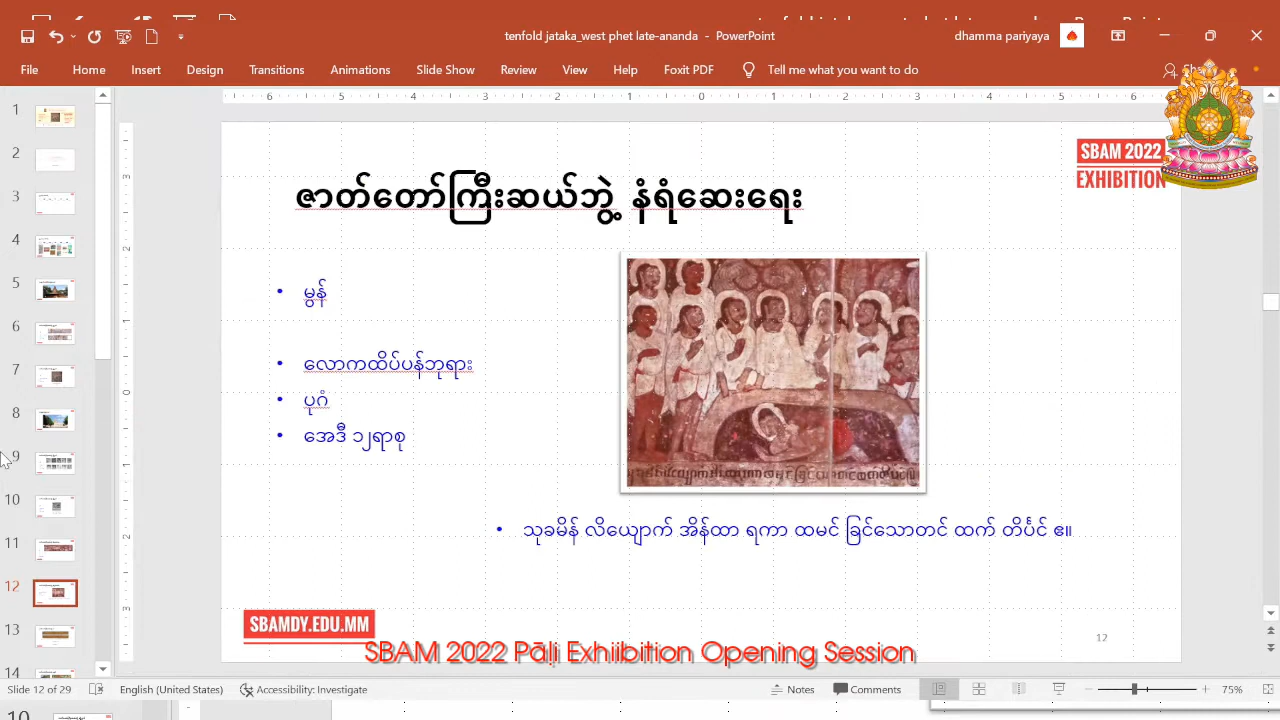 tenfold jataka_west phet late-ananda - PowerPoint
dhamma pariyaya
File Home Insert Design Transitions Animations Slide Show Review View Help Foxit PDF Tell me what you want to do
SBAM 2022
EXHIBITION
ဇာတ်တော်ကြီးဆယ်ဘွဲ့ နံရံဆေးရေး
• မွန်
• လောကထိပ်ပန်ဘုရား
• ပုဂံ
• အေဒီ ၁၂ရာစု
• သုခမိန် လိယျောက် အိန်ထာ ရကာ ထမင် ခြင်သောတင် ထက် တိပ်ၚ် ဧ။
SBAMDY.EDU.MM
12
SBAM 2022 Pāḷi Exhiibition Opening Session
Slide 12 of 29 English (United States) Accessibility: Investigate Notes Comments 75%